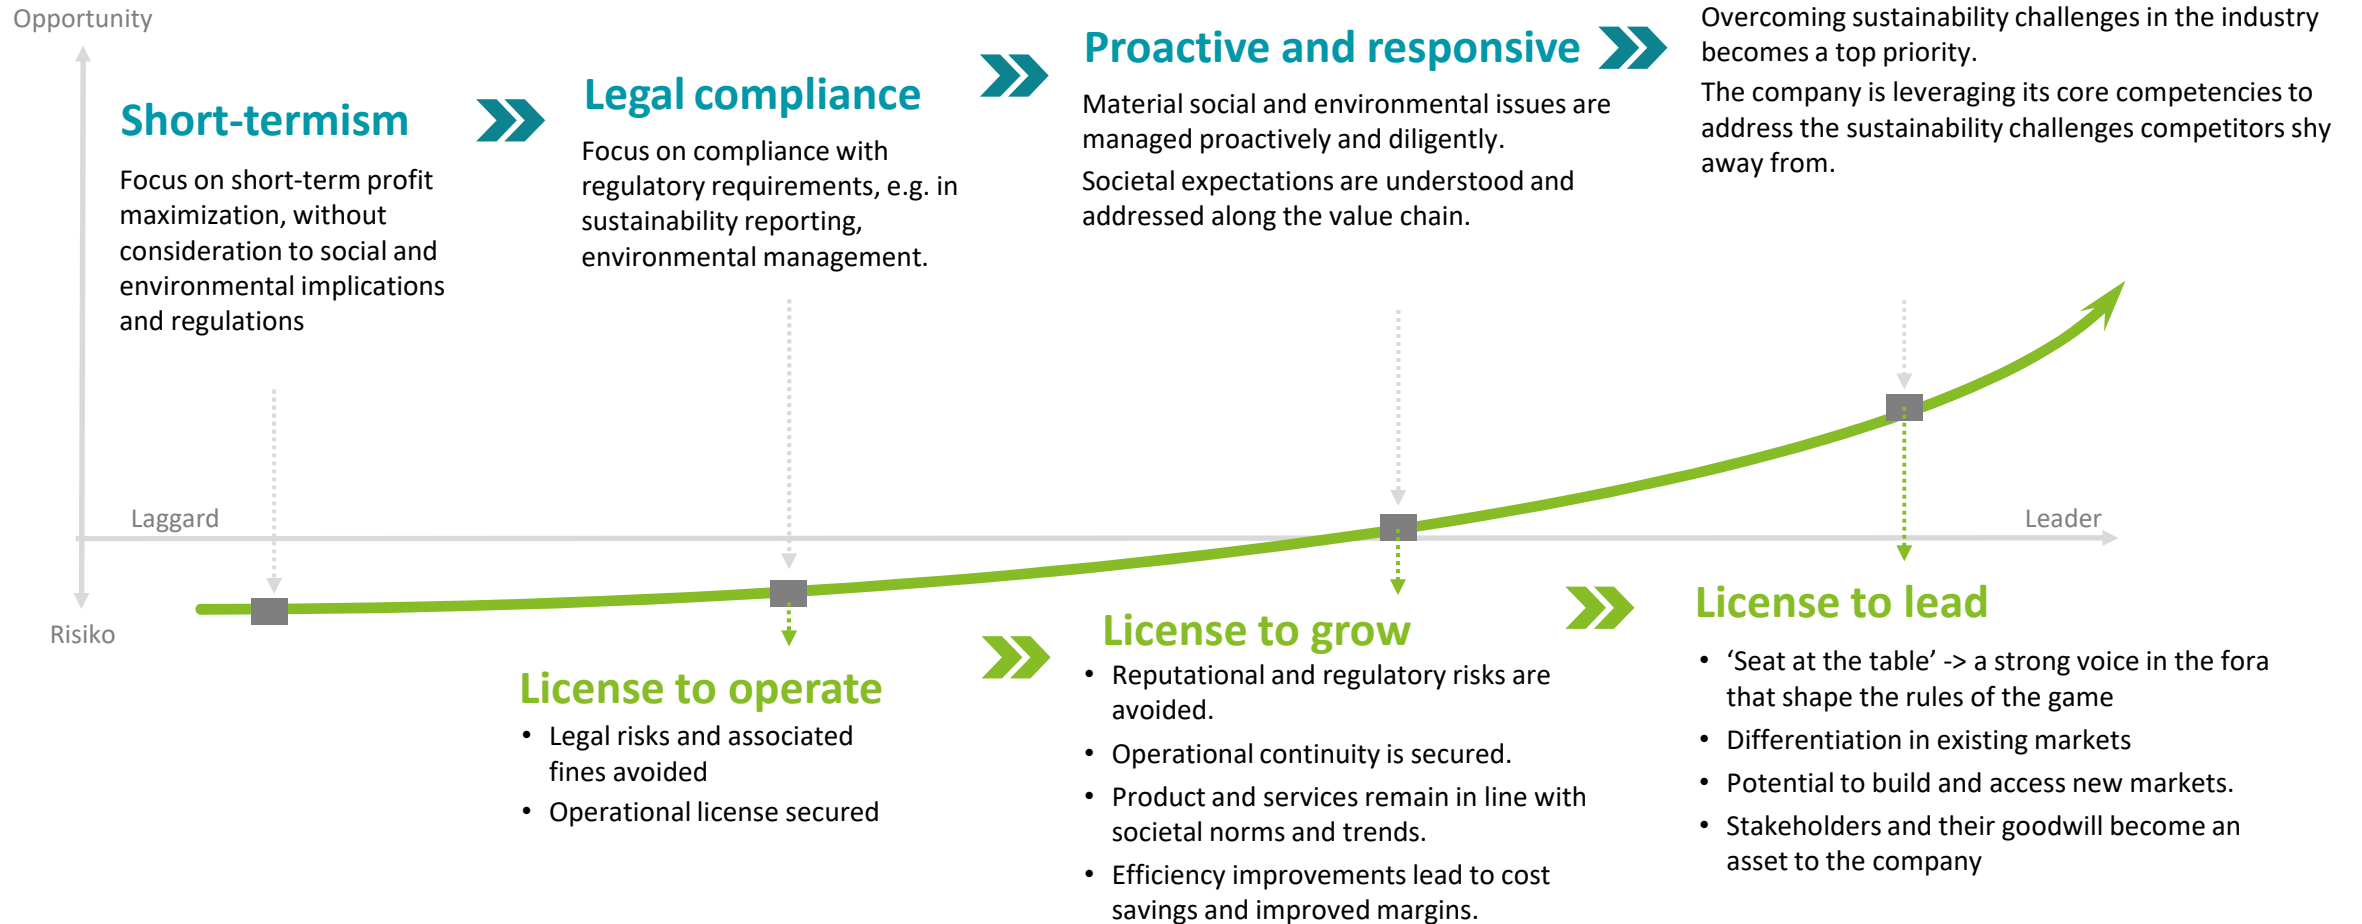 Opportunity
Short-termism
Focus on short-term profit
maximization, without
consideration to social and
environmental implications
and regulations
Legal compliance
Focus on compliance with
regulatory requirements, e.g. in
sustainability reporting,
environmental management.
Proactive and responsive
Material social and environmental issues are
managed proactively and diligently.
Societal expectations are understood and
addressed along the value chain.
Overcoming sustainability challenges in the industry
becomes a top priority.
The company is leveraging its core competencies to
address the sustainability challenges competitors shy
away from.
Laggard
Leader
Risiko
License to operate
• Legal risks and associated
fines avoided
• Operational license secured
License to grow
• Reputational and regulatory risks are
avoided.
• Operational continuity is secured.
• Product and services remain in line with
societal norms and trends.
• Efficiency improvements lead to cost
savings and improved margins.
License to lead
• ‘Seat at the table’ -> a strong voice in the fora
that shape the rules of the game
• Differentiation in existing markets
• Potential to build and access new markets.
• Stakeholders and their goodwill become an
asset to the company